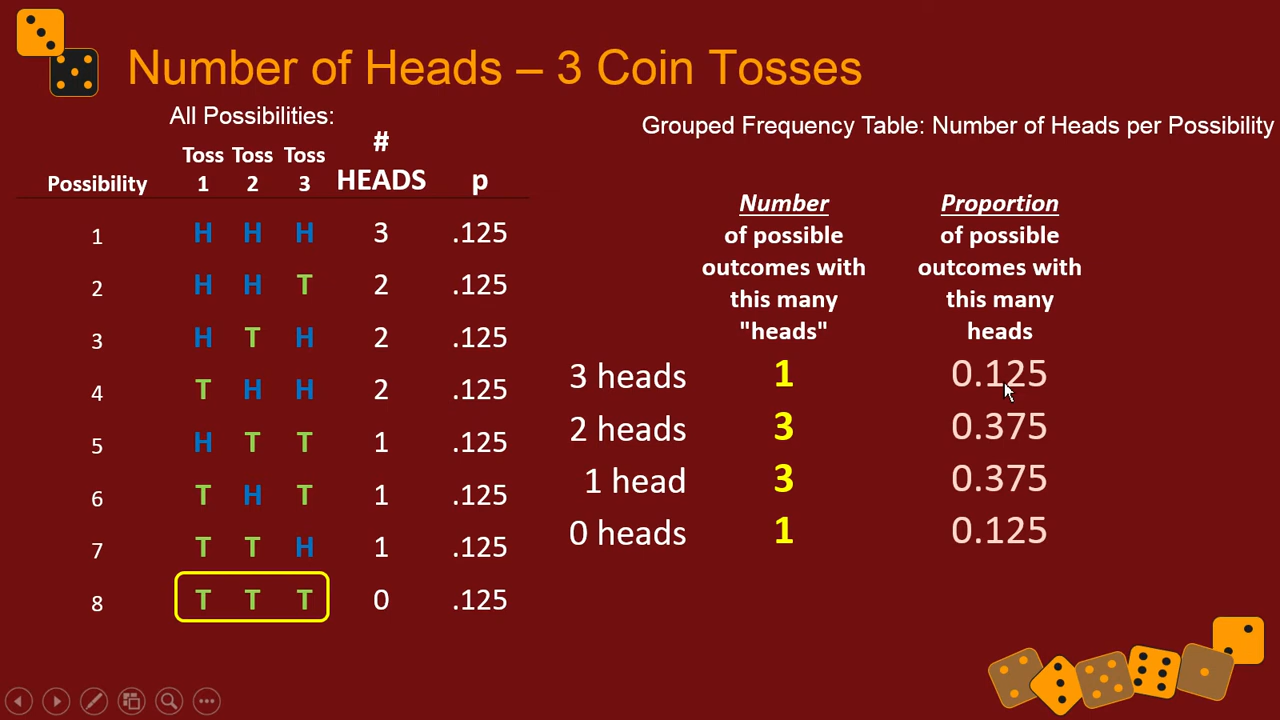 Number of Heads – 3 Coin Tosses
All Possibilities:
Possibility Toss 1 Toss 2 Toss 3 # HEADS p
1 H H H 3 .125
2 H H T 2 .125
3 H T H 2 .125
4 T H H 2 .125
5 H T T 1 .125
6 T H T 1 .125
7 T T H 1 .125
8 T T T 0 .125
Grouped Frequency Table: Number of Heads per Possibility
Number
of possible
outcomes with
this many
"heads"
Proportion
of possible
outcomes with
this many
heads
3 heads 1 0.125
2 heads 3 0.375
1 head 3 0.375
0 heads 1 0.125